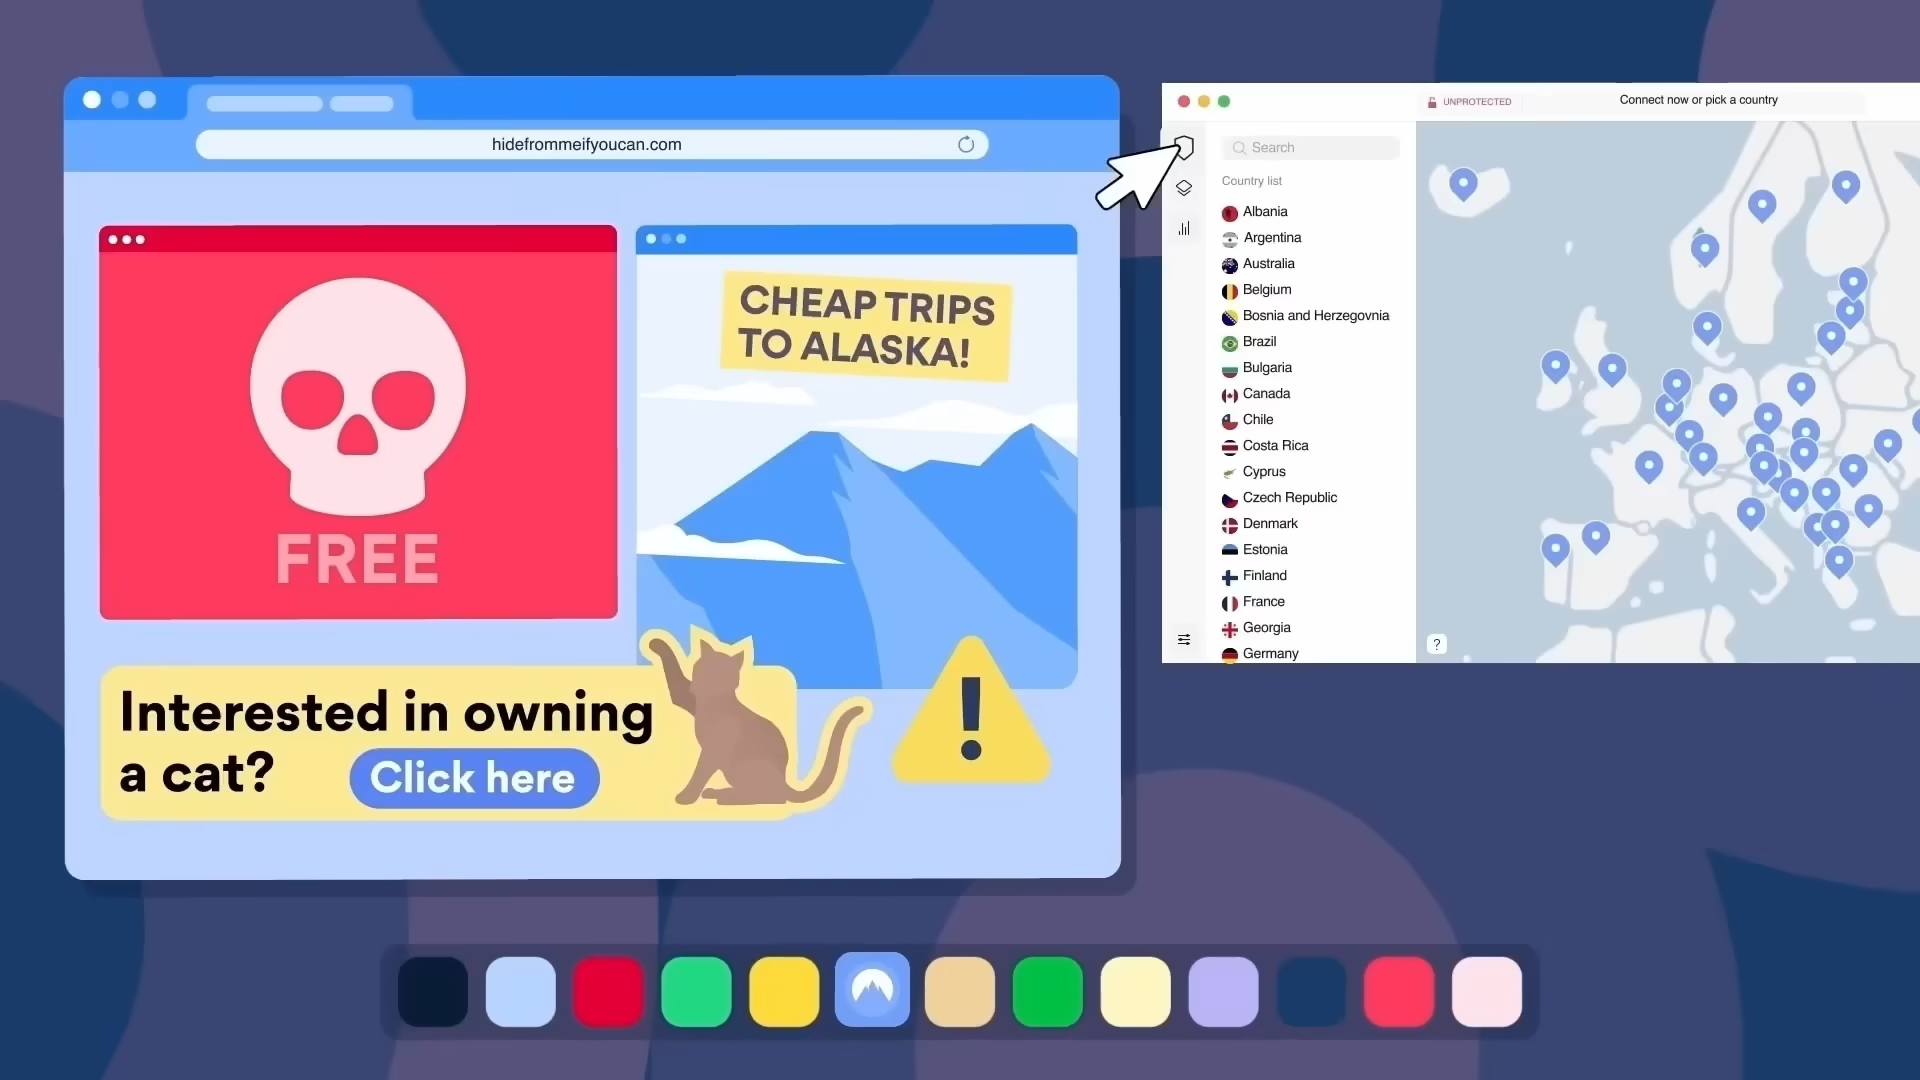 hidefrommeifyoucan.com
FREE
CHEAP TRIPS
TO ALASKA!
Interested in owning
a cat?
Click here
UNPROTECTED
Connect now or pick a country
Search
Country list
Albania
Argentina
Australia
Belgium
Bosnia and Herzegovnia
Brazil
Bulgaria
Canada
Chile
Costa Rica
Cyprus
Czech Republic
Denmark
Estonia
Finland
France
Georgia
Germany
?